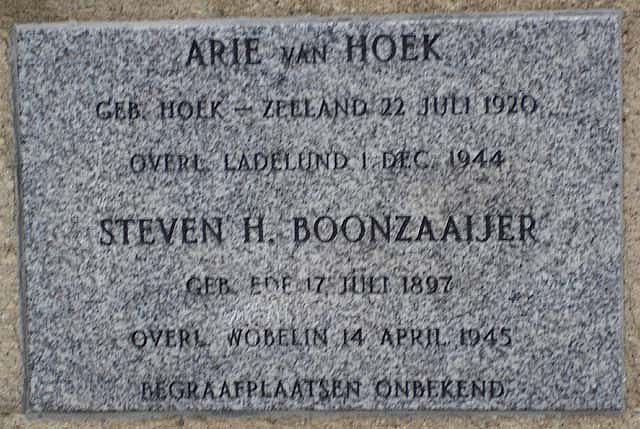 ARIE VAN HOEK
GEB. HOEK - ZEELAND 22 JULI 1920
OVERL. LADELUND 1 DEC. 1944
STEVEN H. BOONZAAIJER
GEB. EDE 17 JULI 1897
OVERL. WÖBELIN 14 APRIL 1945
BEGRAAFPLAATSEN ONBEKEND